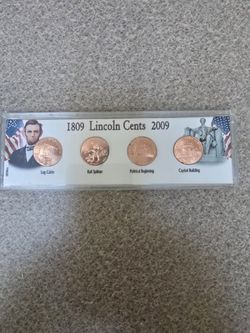 1809 Lincoln Cents 2009
Log Cabin Rail Splitter Political Beginning Capitol Building